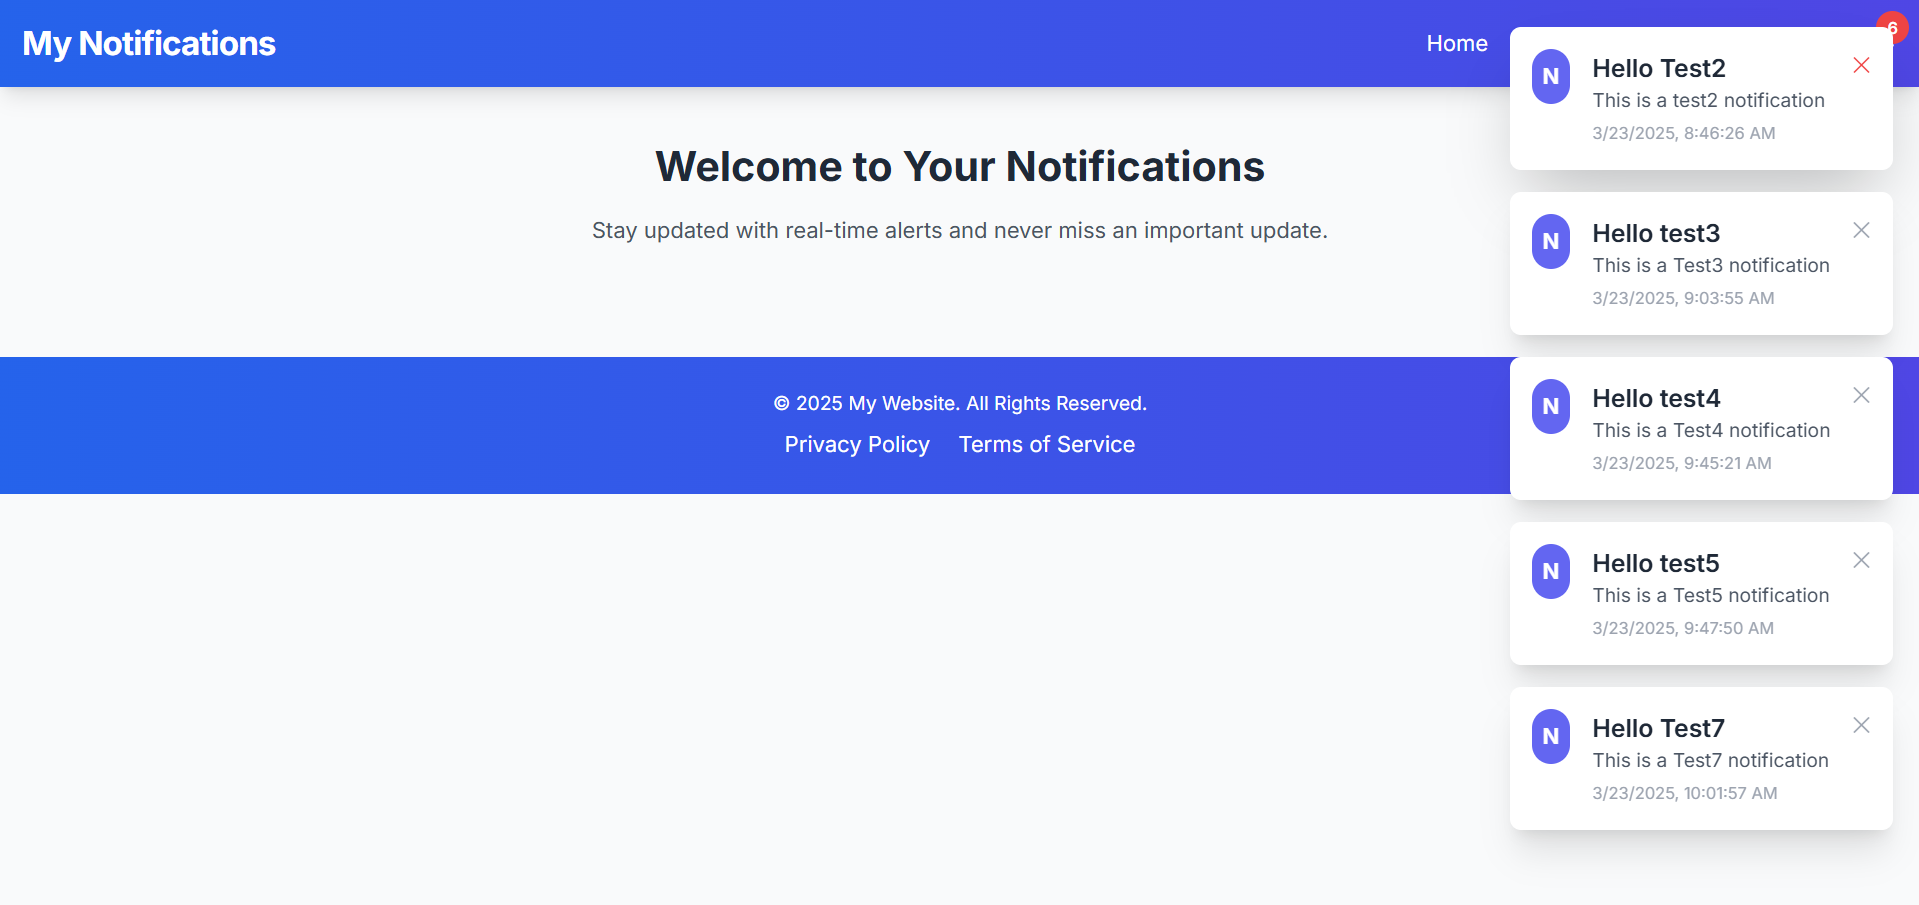 My Notifications
Home
6
Welcome to Your Notifications
Stay updated with real-time alerts and never miss an important update.
© 2025 My Website. All Rights Reserved.
Privacy Policy
Terms of Service
N
Hello Test2
This is a test2 notification
3/23/2025, 8:46:26 AM
N
Hello test3
This is a Test3 notification
3/23/2025, 9:03:55 AM
N
Hello test4
This is a Test4 notification
3/23/2025, 9:45:21 AM
N
Hello test5
This is a Test5 notification
3/23/2025, 9:47:50 AM
N
Hello Test7
This is a Test7 notification
3/23/2025, 10:01:57 AM